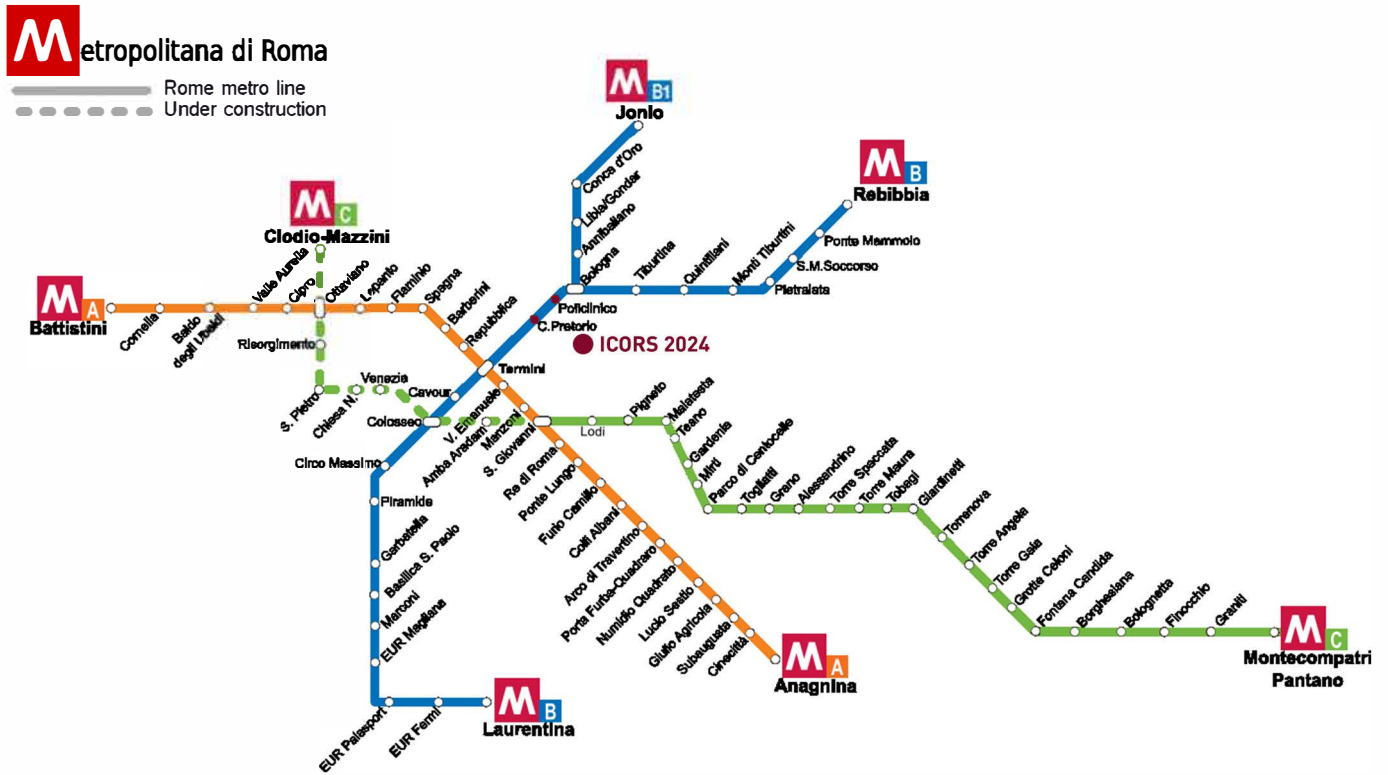 Metropolitana di Roma
Rome metro line
Under construction
M B1
Jonio
Conca d'Oro
Libia/Gondar
Annibaliano
Bologna
M B
Rebibbia
Ponte Mammolo
S.M.Soccorso
Pietralata
Monti Tiburtini
Quintiliani
Tiburtina
Policlinico
C.Pretorio
ICORS 2024
M C
Clodio-Mazzini
M A
Battistini
Cornelia
Baldo
degli Ubaldi
Valle Aurelia
Cipro
Ottaviano
Lepanto
Flaminio
Spagna
Barberini
Repubblica
Termini
Risorgimento
S. Pietro
Chiesa N.
Venezia
Cavour
Colosseo
Circo Massimo
Piramide
Garbatella
Basilica S. Paolo
Marconi
EUR Magliana
EUR Palasport
EUR Fermi
M B
Laurentina
V. Emanuele
Amba Aradam
Manzoni
S. Giovanni
Re di Roma
Ponte Lungo
Furio Camillo
Colli Albani
Arco di Travertino
Porta Furba-Quadraro
Numidio Quadrato
Lucio Sestio
Giulio Agricola
Subaugusta
Cinecittà
M A
Anagnina
Lodi
Pigneto
Malatesta
Teano
Gardenia
Mirti
Parco di Centocelle
Togliatti
Grano
Alessandrino
Torre Spaccata
Torre Maura
Tobagi
Giardinetti
Torrenova
Torre Angela
Torre Gaia
Grotte Celoni
Fontana Candida
Borghesiana
Bolognetta
Finocchio
Graniti
M C
Montecompatri
Pantano